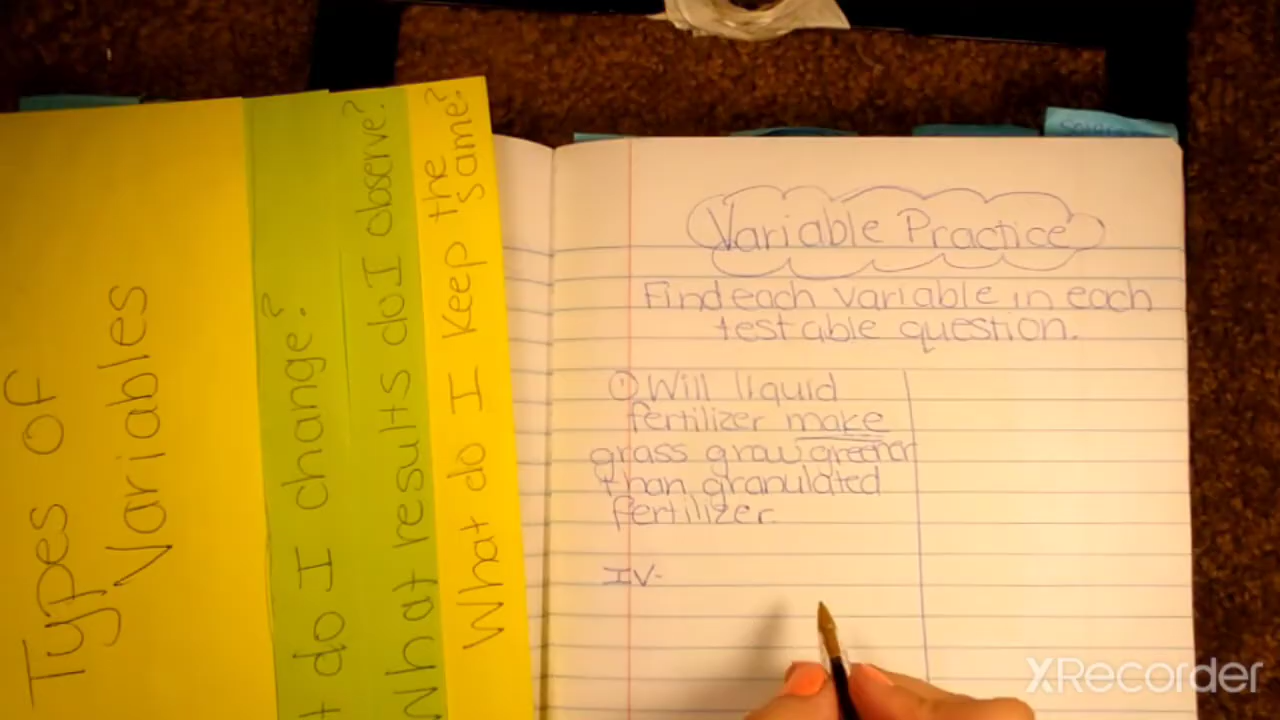 Types of
Variables
t do I change?
What results do I observe?
What do I keep the
same?
Variable Practice
Find each variable in each
testable question.
① Will liquid
fertilizer make
grass grow greener
than granulated
fertilizer.
IV-
XRecorder